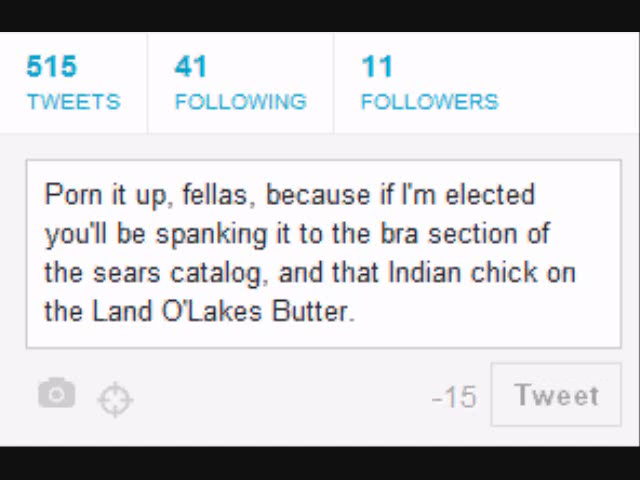 515 41 11
TWEETS FOLLOWING FOLLOWERS
Porn it up, fellas, because if I'm elected
you'll be spanking it to the bra section of
the sears catalog, and that Indian chick on
the Land O'Lakes Butter.
-15 Tweet